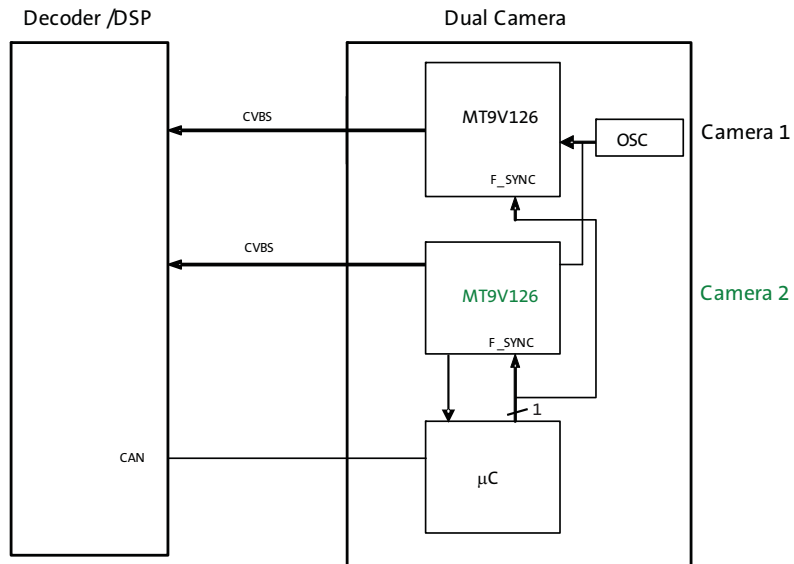 Decoder /DSP
Dual Camera
CVBS
MT9V126
OSC
Camera 1
F_SYNC
CVBS
MT9V126
Camera 2
F_SYNC
1
CAN
µC